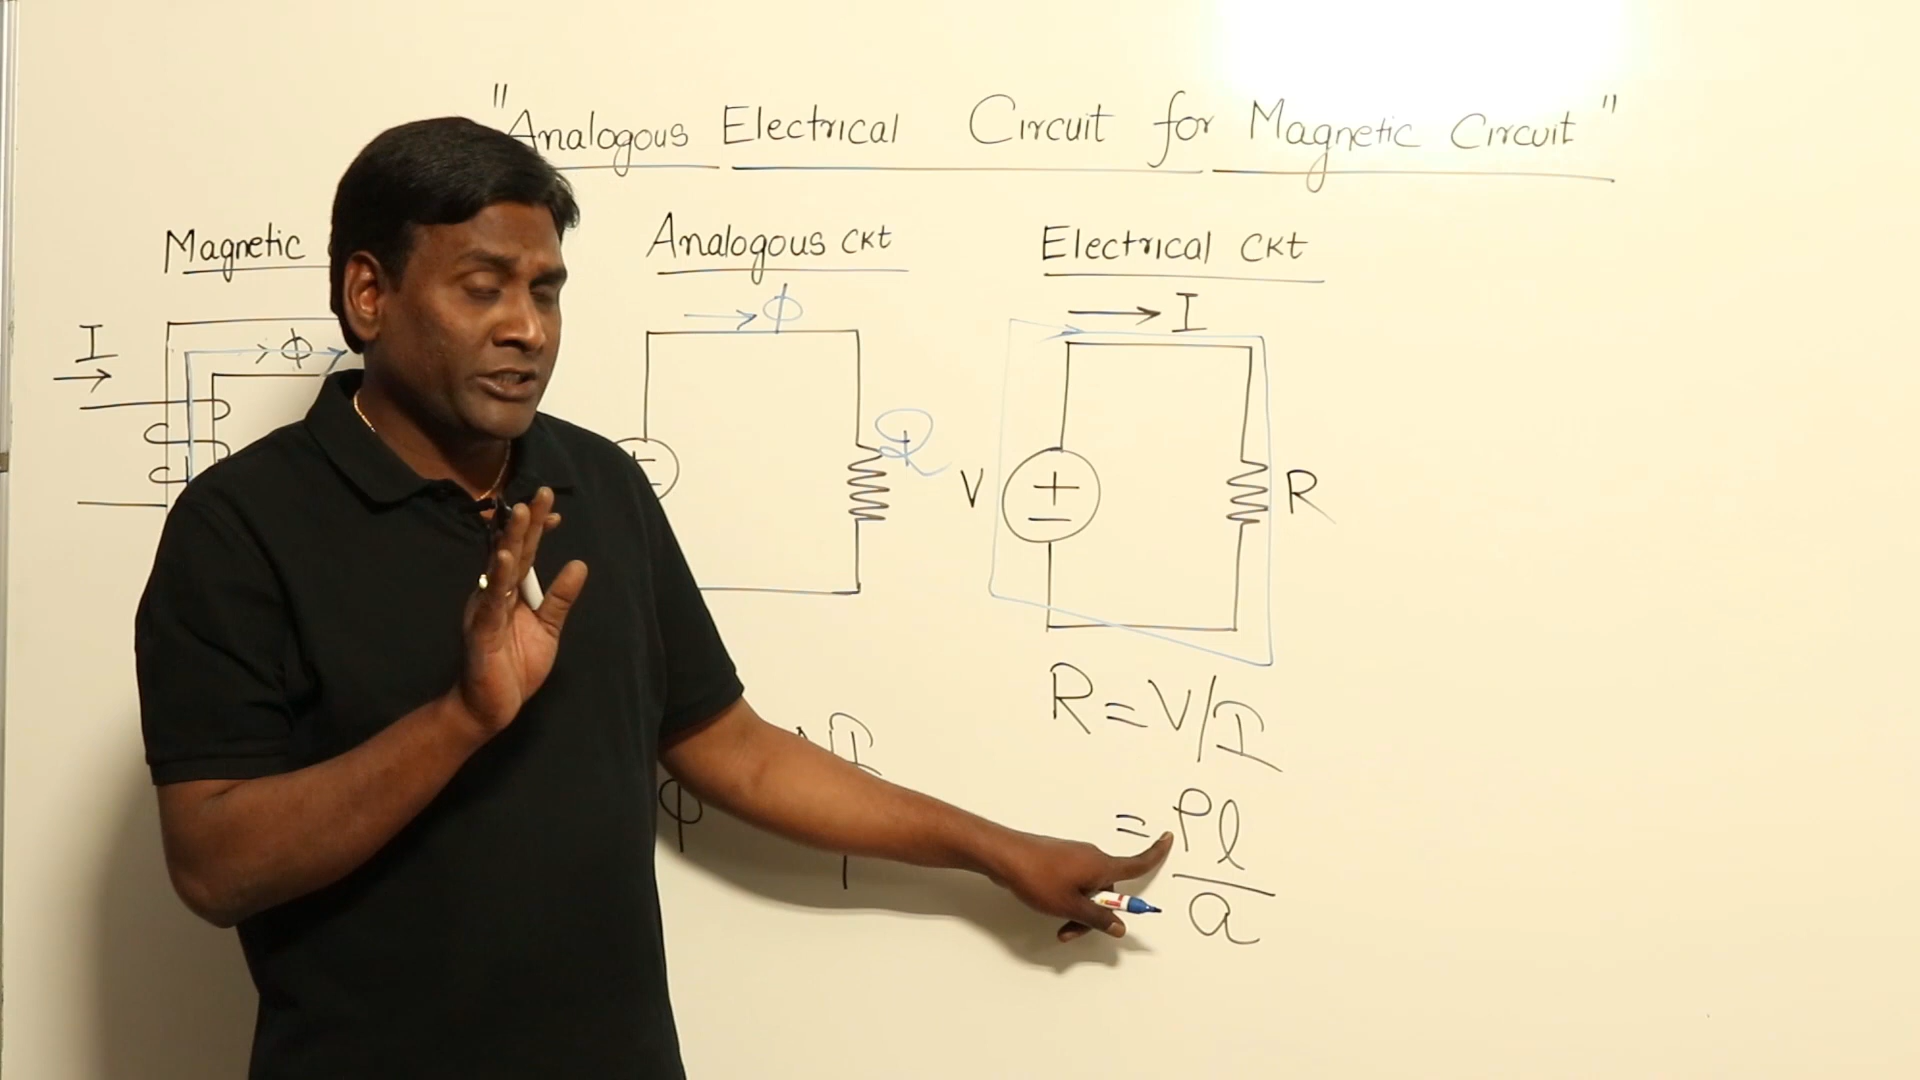 "Analogous Electrical Circuit for Magnetic Circuit"
Magnetic
Analogous CKt
Electrical CKt
I
ϕ
ϕ
I
+
V
+
−
R
R = V/I
= ρl
a
I
ϕ